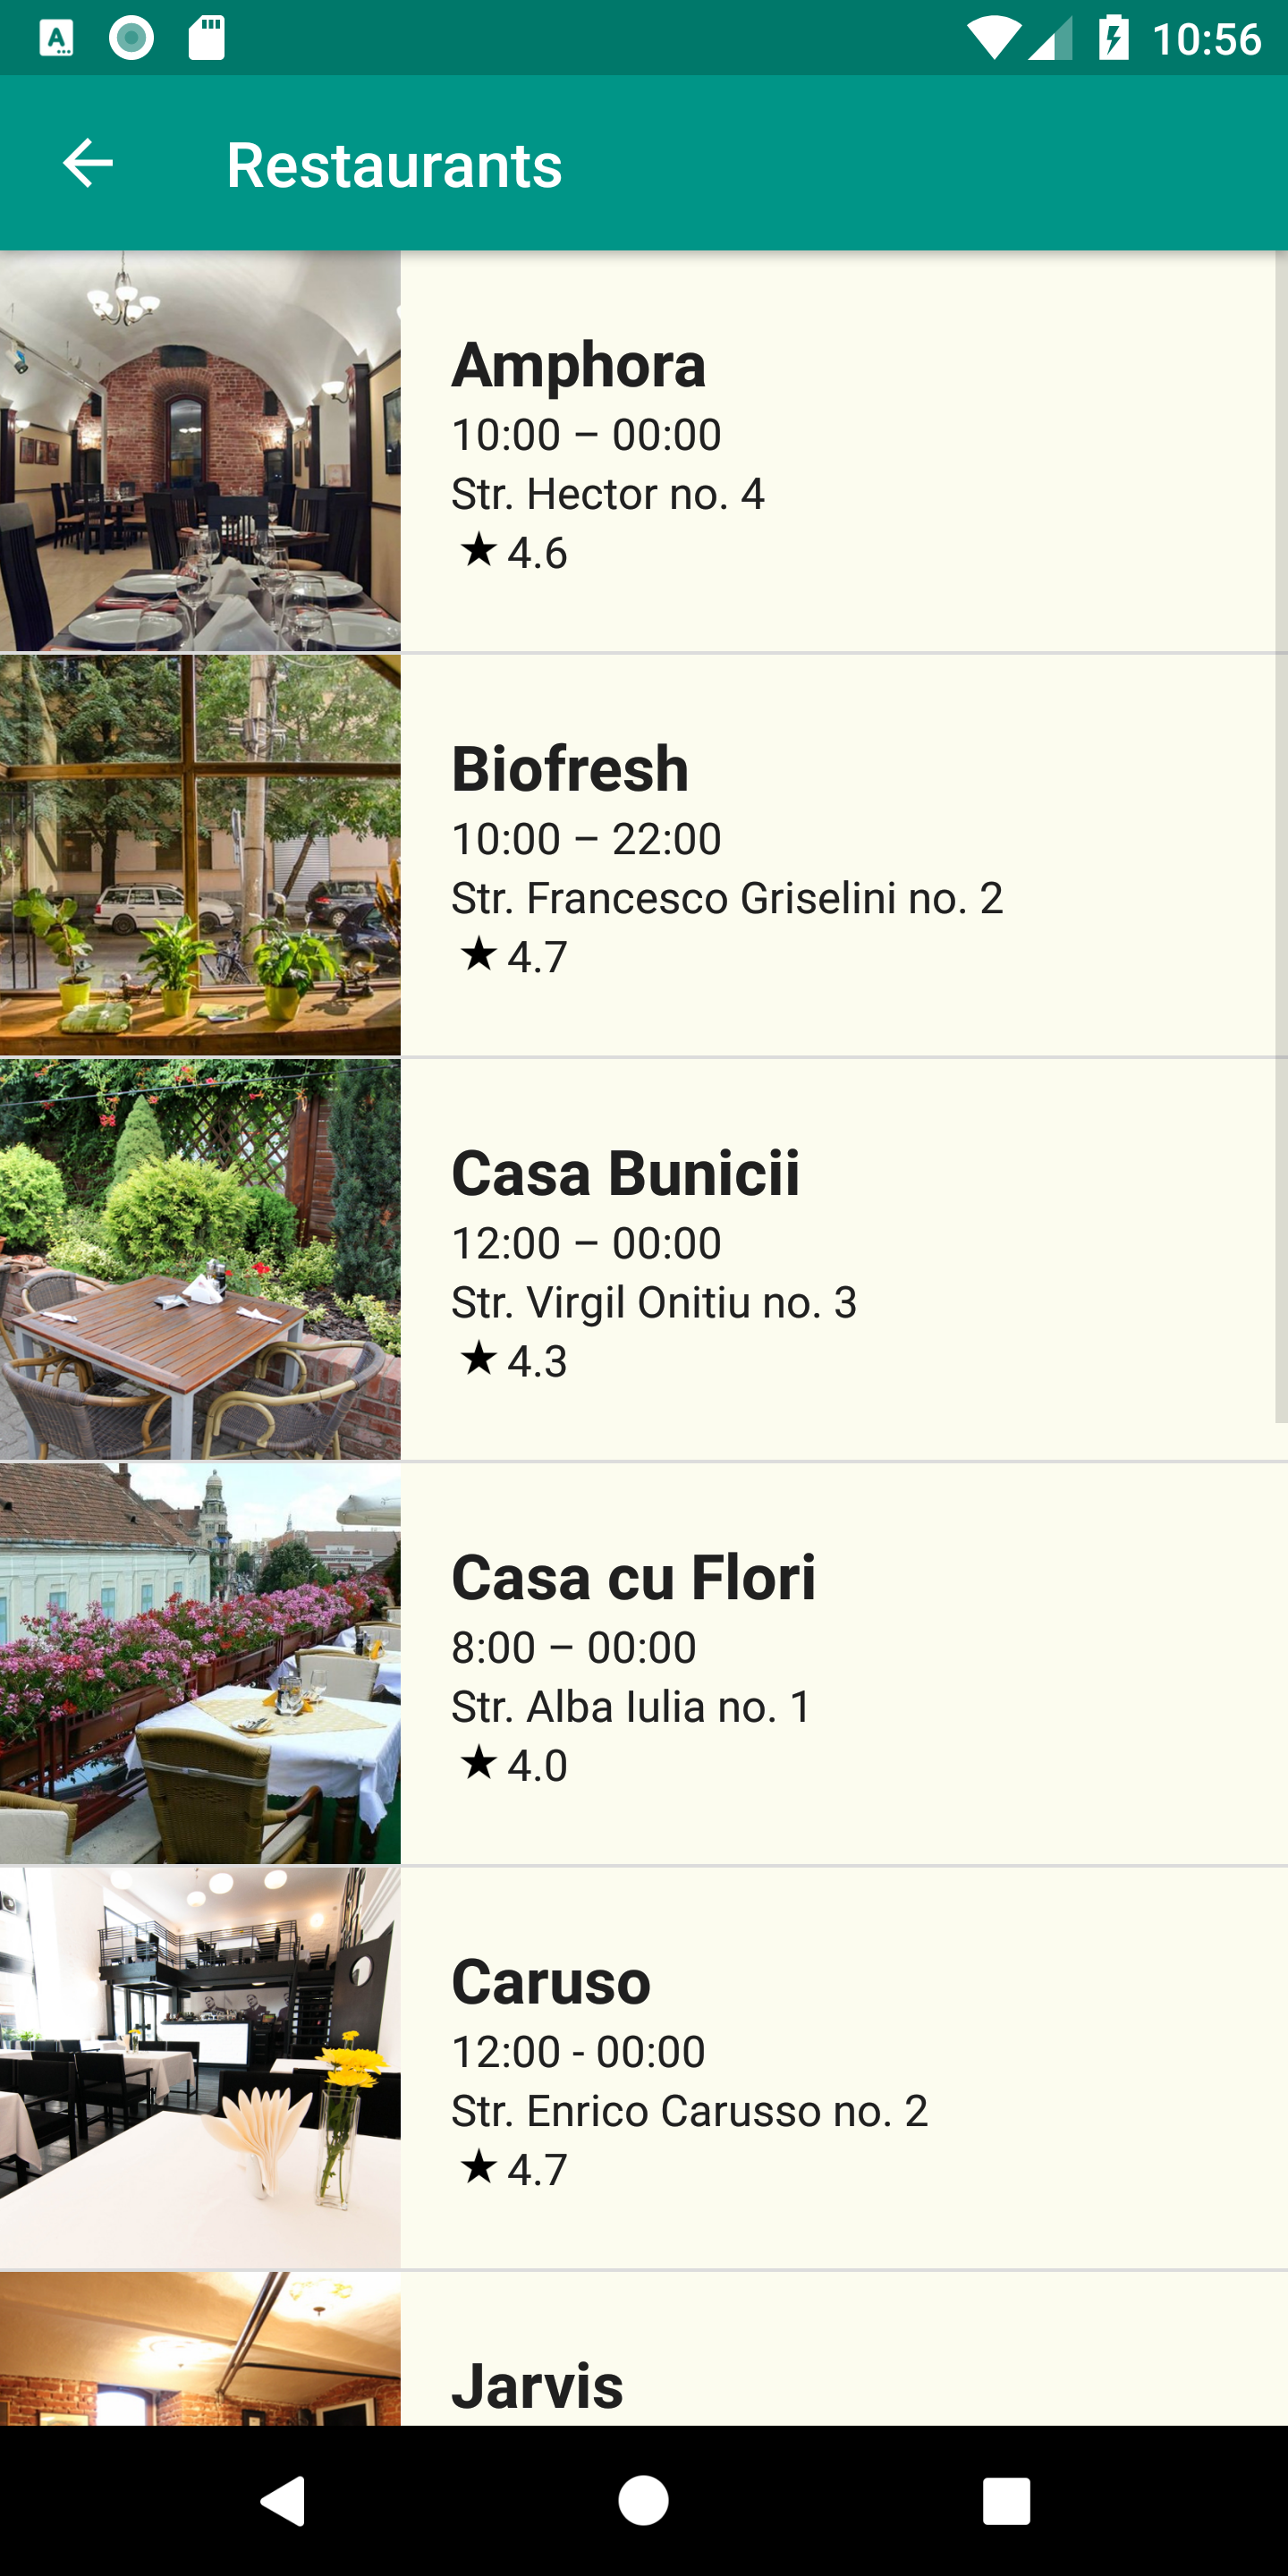 10:56
Restaurants
Amphora
10:00 – 00:00
Str. Hector no. 4
★ 4.6
Biofresh
10:00 – 22:00
Str. Francesco Griselini no. 2
★ 4.7
Casa Bunicii
12:00 – 00:00
Str. Virgil Onitiu no. 3
★ 4.3
Casa cu Flori
8:00 – 00:00
Str. Alba Iulia no. 1
★ 4.0
Caruso
12:00 - 00:00
Str. Enrico Carusso no. 2
★ 4.7
Jarvis